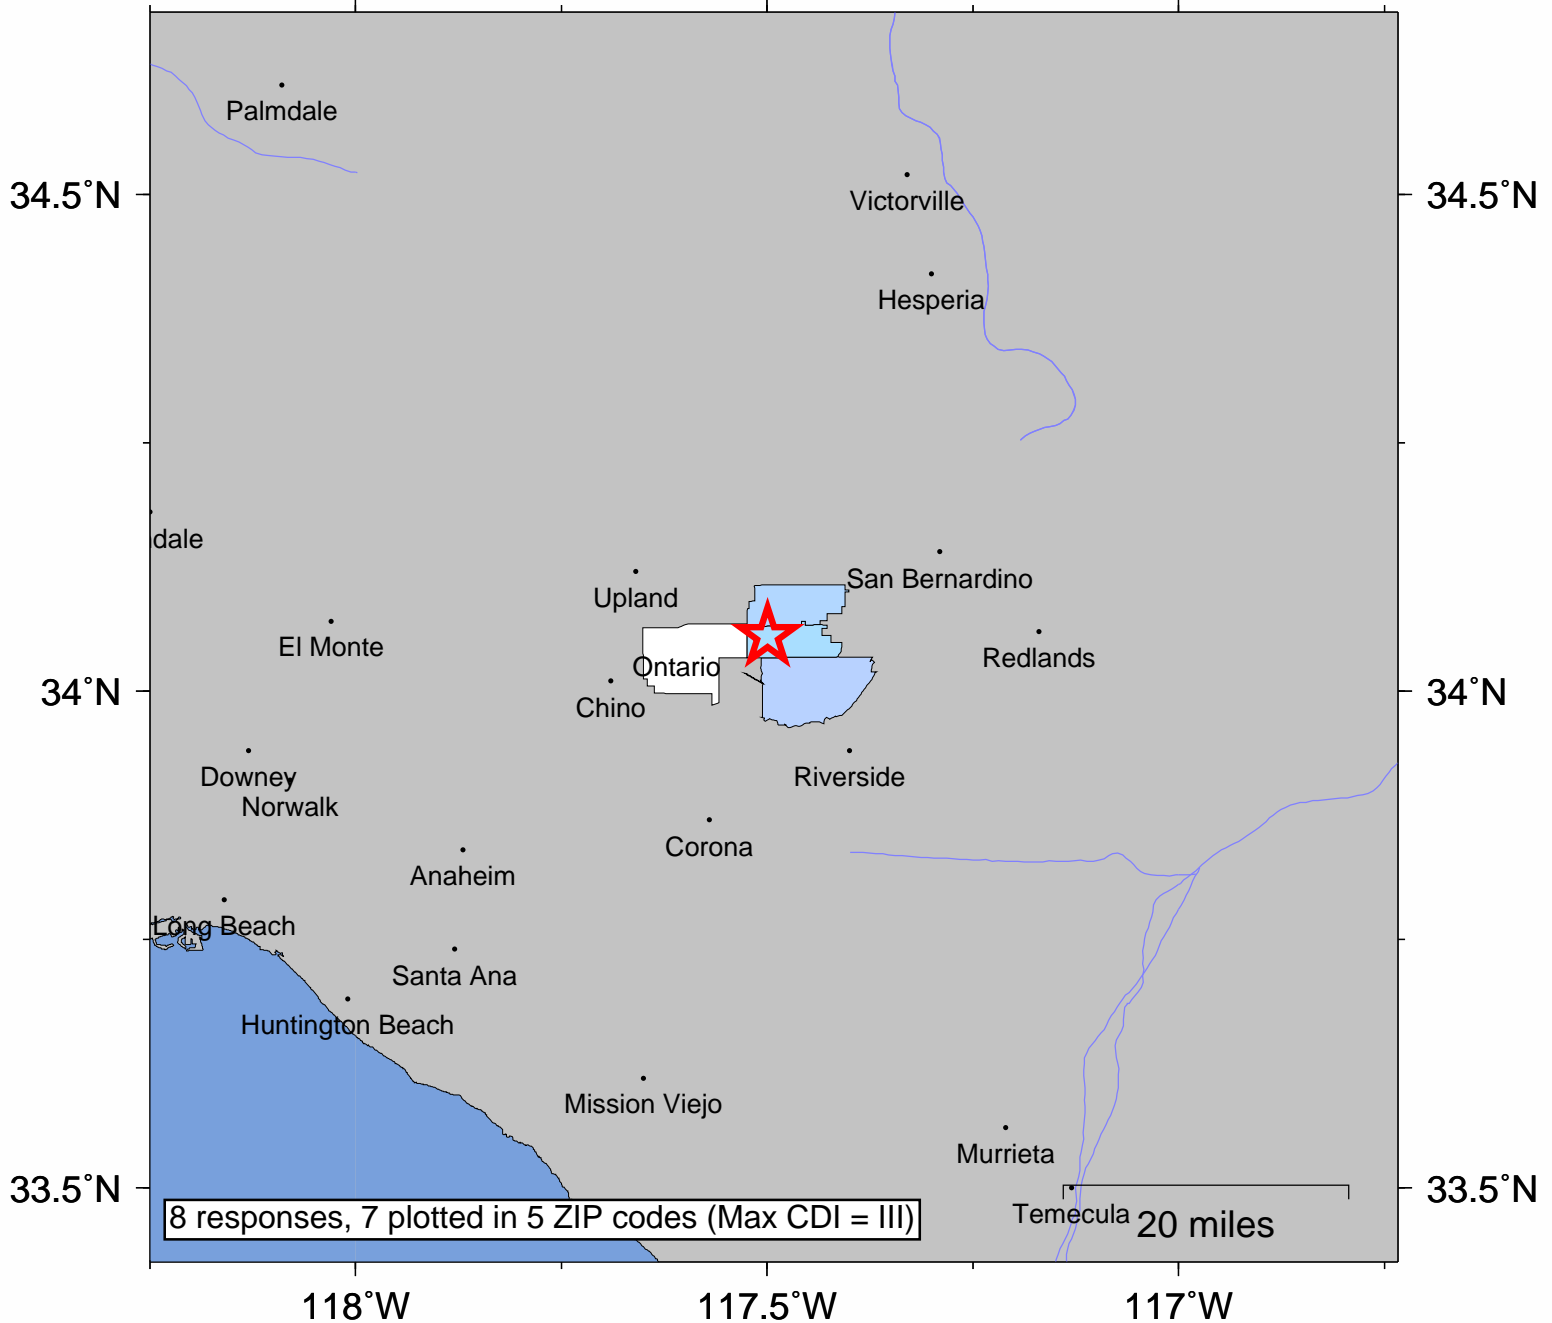 Palmdale
34.5°N
34.5°N
Victorville
Hesperia
dale
San Bernardino
Upland
El Monte
Redlands
Ontario
34°N
34°N
Chino
Downey
Riverside
Norwalk
Corona
Anaheim
Long Beach
Santa Ana
Huntington Beach
Mission Viejo
Murrieta
33.5°N
33.5°N
Temecula
8 responses, 7 plotted in 5 ZIP codes (Max CDI = III)
20 miles
118°W
117.5°W
117°W